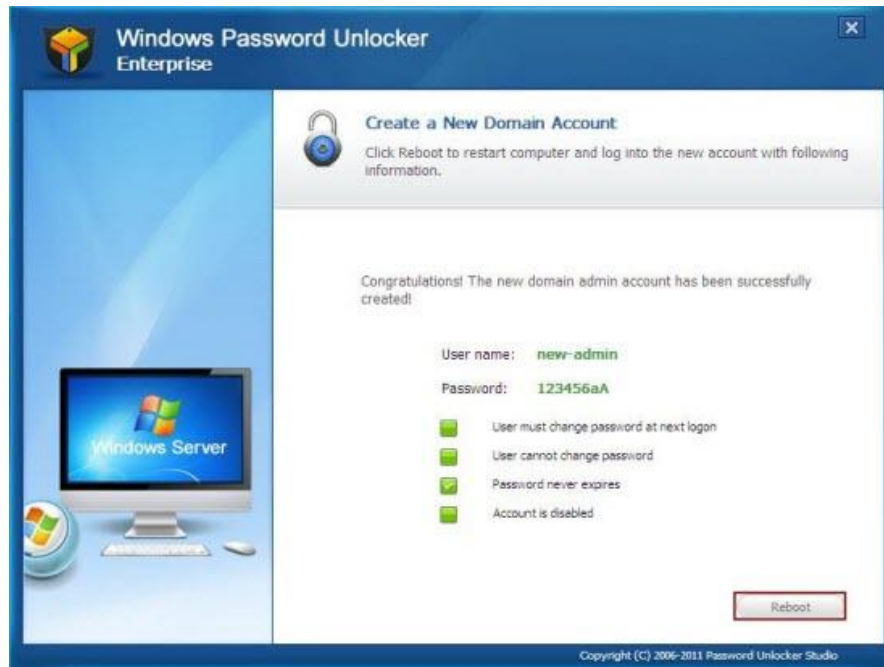 Windows Password Unlocker
Enterprise
Create a New Domain Account
Click Reboot to restart computer and log into the new account with following
information.
Congratulations! The new domain admin account has been successfully
created!
User name: new-admin
Password: 123456aA
User must change password at next logon
User cannot change password
Password never expires
Account is disabled
Windows Server
Reboot
Copyright (C) 2006-2011 Password Unlocker Studio